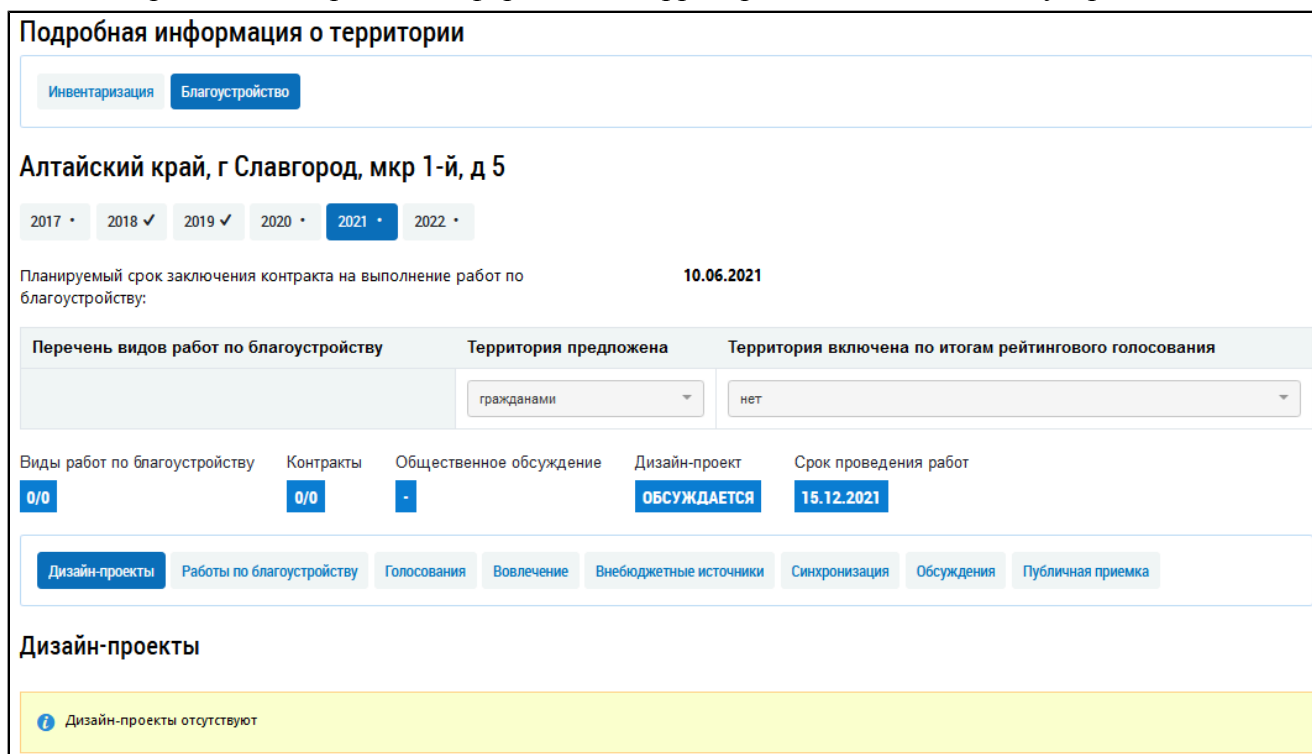 Подробная информация о территории
Инвентаризация Благоустройство
Алтайский край, г Славгород, мкр 1-й, д 5
2017 • 2018 ✔ 2019 ✔ 2020 • 2021 • 2022 •
Планируемый срок заключения контракта на выполнение работ по 10.06.2021
благоустройству:
Перечень видов работ по благоустройству Территория предложена Территория включена по итогам рейтингового голосования
гражданами нет
Виды работ по благоустройству Контракты Общественное обсуждение Дизайн-проект Срок проведения работ
0/0 0/0 - ОБСУЖДАЕТСЯ 15.12.2021
Дизайн-проекты Работы по благоустройству Голосования Вовлечение Внебюджетные источники Синхронизация Обсуждения Публичная приемка
Дизайн-проекты
Дизайн-проекты отсутствуют